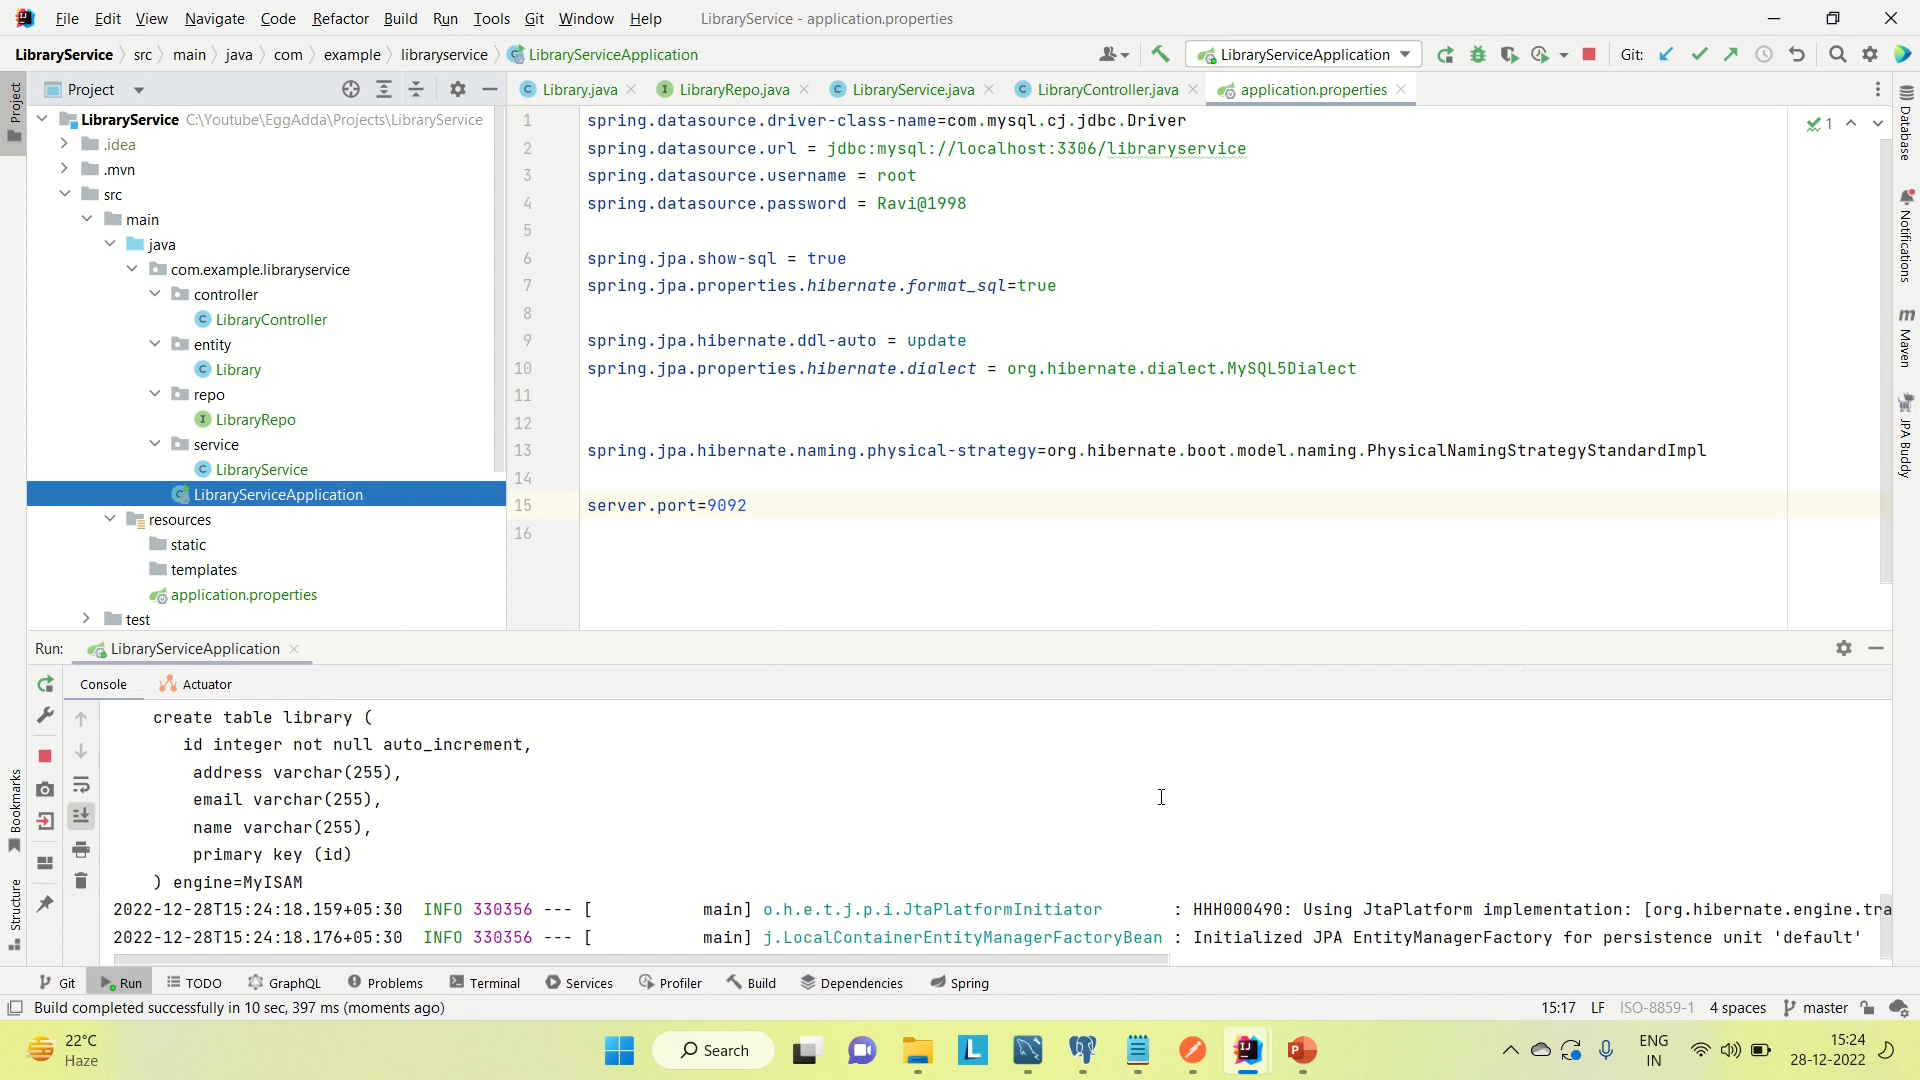 File Edit View Navigate Code Refactor Build Run Tools Git Window Help LibraryService - application.properties
LibraryService src main java com example libraryservice LibraryServiceApplication LibraryServiceApplication Git:
Project Library.java LibraryRepo.java LibraryService.java LibraryController.java application.properties
Project
LibraryService C:\Youtube\EggAdda\Projects\LibraryService
.idea
.mvn
src
main
java
com.example.libraryservice
controller
LibraryController
entity
Library
repo
LibraryRepo
service
LibraryService
LibraryServiceApplication
resources
static
templates
application.properties
test
1 spring.datasource.driver-class-name=com.mysql.cj.jdbc.Driver
2 spring.datasource.url = jdbc:mysql://localhost:3306/libraryservice
3 spring.datasource.username = root
4 spring.datasource.password = Ravi@1998
5
6 spring.jpa.show-sql = true
7 spring.jpa.properties.hibernate.format_sql=true
8
9 spring.jpa.hibernate.ddl-auto = update
10 spring.jpa.properties.hibernate.dialect = org.hibernate.dialect.MySQL5Dialect
11
12
13 spring.jpa.hibernate.naming.physical-strategy=org.hibernate.boot.model.naming.PhysicalNamingStrategyStandardImpl
14
15 server.port=9092
16
1
Database
Notifications
Maven
JPA Buddy
Run: LibraryServiceApplication
Console Actuator
create table library (
id integer not null auto_increment,
address varchar(255),
email varchar(255),
name varchar(255),
primary key (id)
) engine=MyISAM
2022-12-28T15:24:18.159+05:30 INFO 330356 --- [ main] o.h.e.t.j.p.i.JtaPlatformInitiator : HHH000490: Using JtaPlatform implementation: [org.hibernate.engine.tra
2022-12-28T15:24:18.176+05:30 INFO 330356 --- [ main] j.LocalContainerEntityManagerFactoryBean : Initialized JPA EntityManagerFactory for persistence unit 'default'
Bookmarks
Structure
Git Run TODO GraphQL Problems Terminal Services Profiler Build Dependencies Spring
Build completed successfully in 10 sec, 397 ms (moments ago) 15:17 LF ISO-8859-1 4 spaces master
22°C
Haze
Search
ENG
IN
15:24
28-12-2022